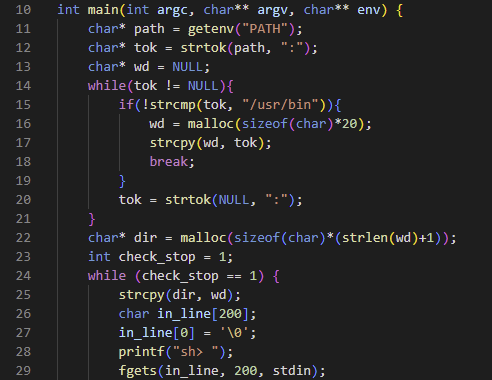 10 int main(int argc, char** argv, char** env) {
11     char* path = getenv("PATH");
12     char* tok = strtok(path, ":");
13     char* wd = NULL;
14     while(tok != NULL){
15         if(!strcmp(tok, "/usr/bin")){
16             wd = malloc(sizeof(char)*20);
17             strcpy(wd, tok);
18             break;
19         }
20         tok = strtok(NULL, ":");
21     }
22     char* dir = malloc(sizeof(char)*(strlen(wd)+1));
23     int check_stop = 1;
24     while (check_stop == 1) {
25         strcpy(dir, wd);
26         char in_line[200];
27         in_line[0] = '\0';
28         printf("sh> ");
29         fgets(in_line, 200, stdin);